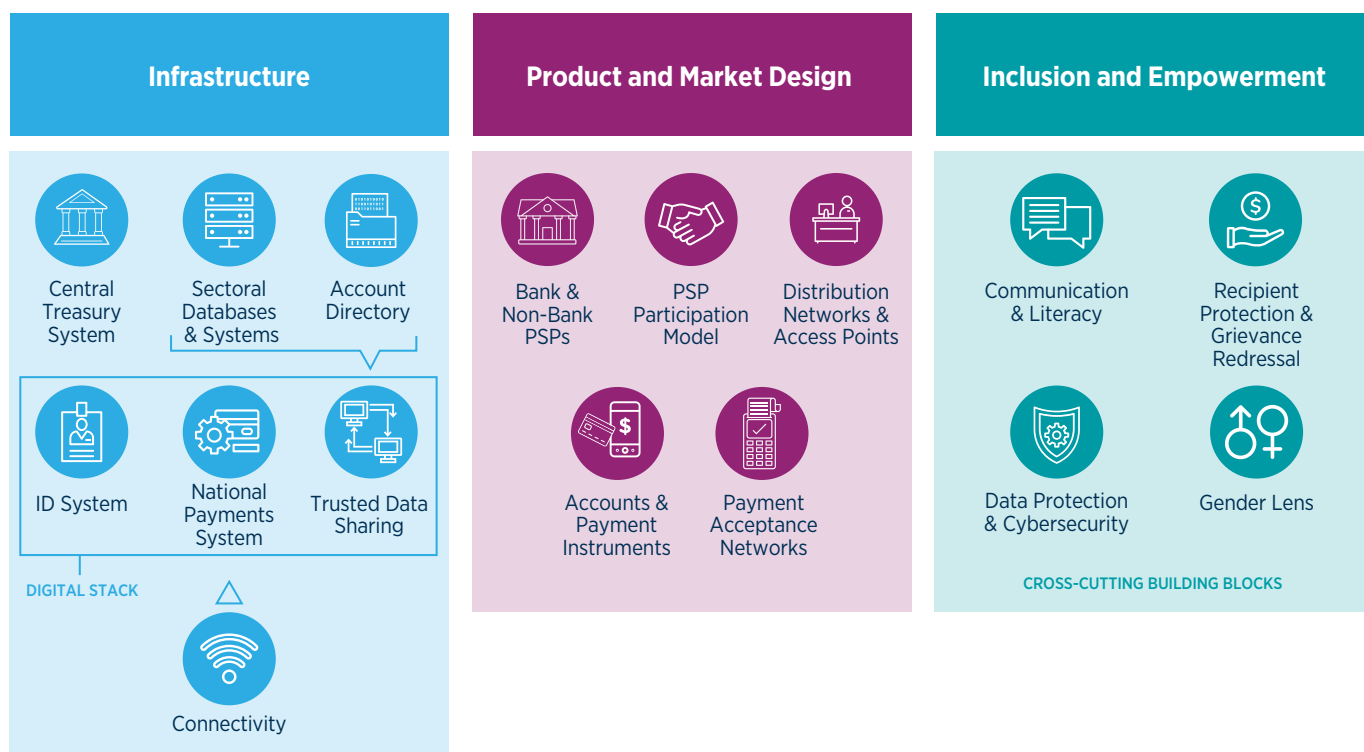 Infrastructure
Product and Market Design
Inclusion and Empowerment
Central
Treasury
System
Sectoral
Databases
& Systems
Account
Directory
ID System
National
Payments
System
Trusted Data
Sharing
DIGITAL STACK
Connectivity
Bank &
Non-Bank
PSPs
PSP
Participation
Model
Distribution
Networks &
Access Points
$
Accounts &
Payment
Instruments
Payment
Acceptance
Networks
Communication
& Literacy
$
Recipient
Protection &
Grievance
Redressal
Data Protection
& Cybersecurity
Gender Lens
CROSS-CUTTING BUILDING BLOCKS